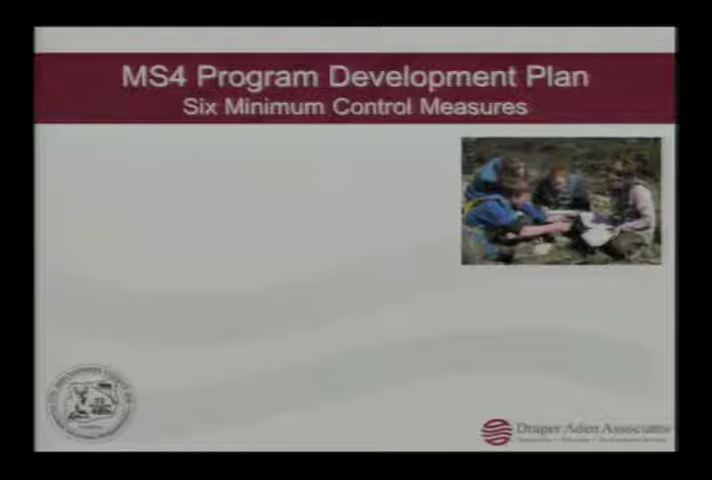 MS4 Program Development Plan
Six Minimum Control Measures
Draper Aden Associates